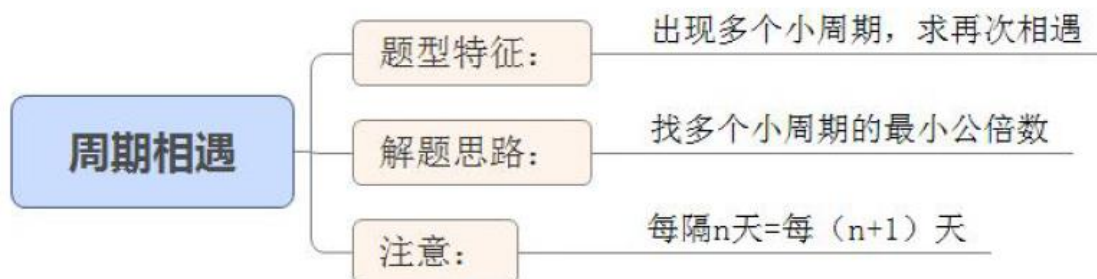 周期相遇
题型特征:
出现多个小周期，求再次相遇
解题思路:
找多个小周期的最小公倍数
注意:
每隔n天=每（n+1）天